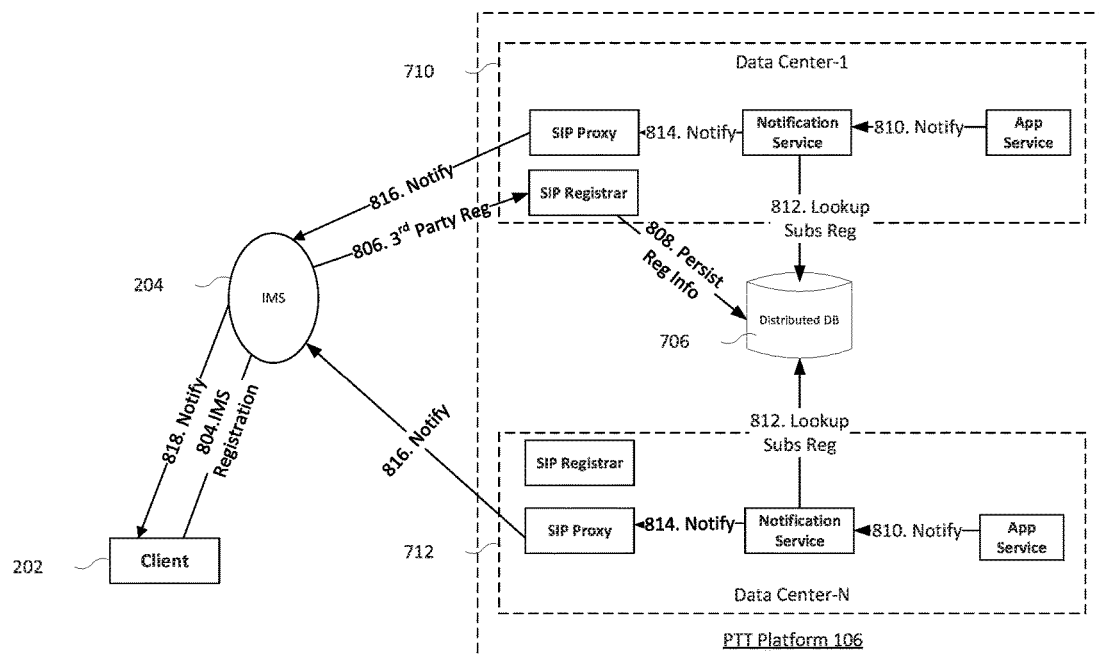 710
Data Center-1
SIP Proxy
814. Notify
Notification
Service
810. Notify
App
Service
816. Notify
SIP Registrar
806. 3rd Party Reg
812. Lookup
Subs Reg
808. Persist
Reg Info
204
IMS
Distributed DB
706
818. Notify
804.IMS
Registration
816. Notify
812. Lookup
Subs Reg
SIP Registrar
SIP Proxy
814. Notify
Notification
Service
810. Notify
App
Service
712
202
Client
Data Center-N
PTT Platform 106